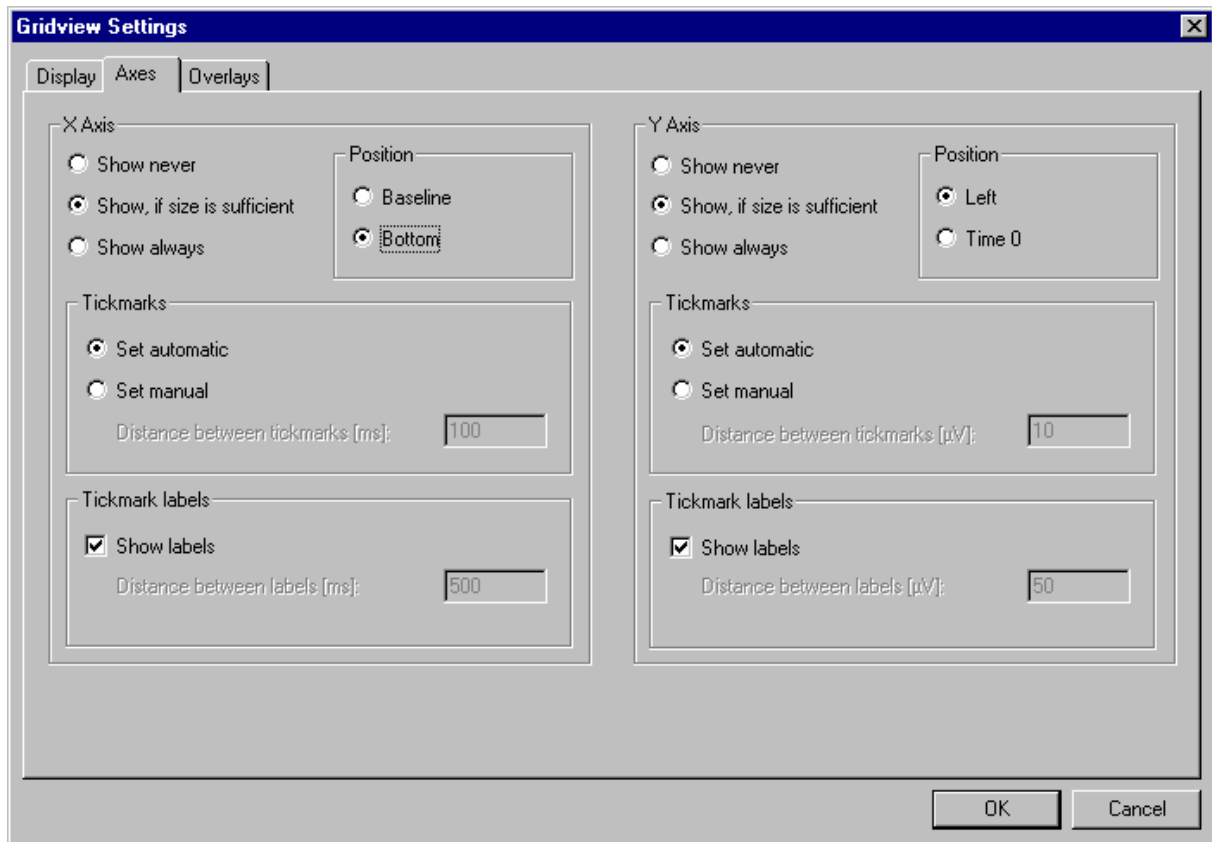 Gridview Settings
Display Axes Overlays
X Axis
Show never
Show, if size is sufficient
Show always
Position
Baseline
Bottom
Tickmarks
Set automatic
Set manual
Distance between tickmarks [ms]: 100
Tickmark labels
Show labels
Distance between labels [ms]: 500
Y Axis
Show never
Show, if size is sufficient
Show always
Position
Left
Time 0
Tickmarks
Set automatic
Set manual
Distance between tickmarks [µV]: 10
Tickmark labels
Show labels
Distance between labels [µV]: 50
OK Cancel